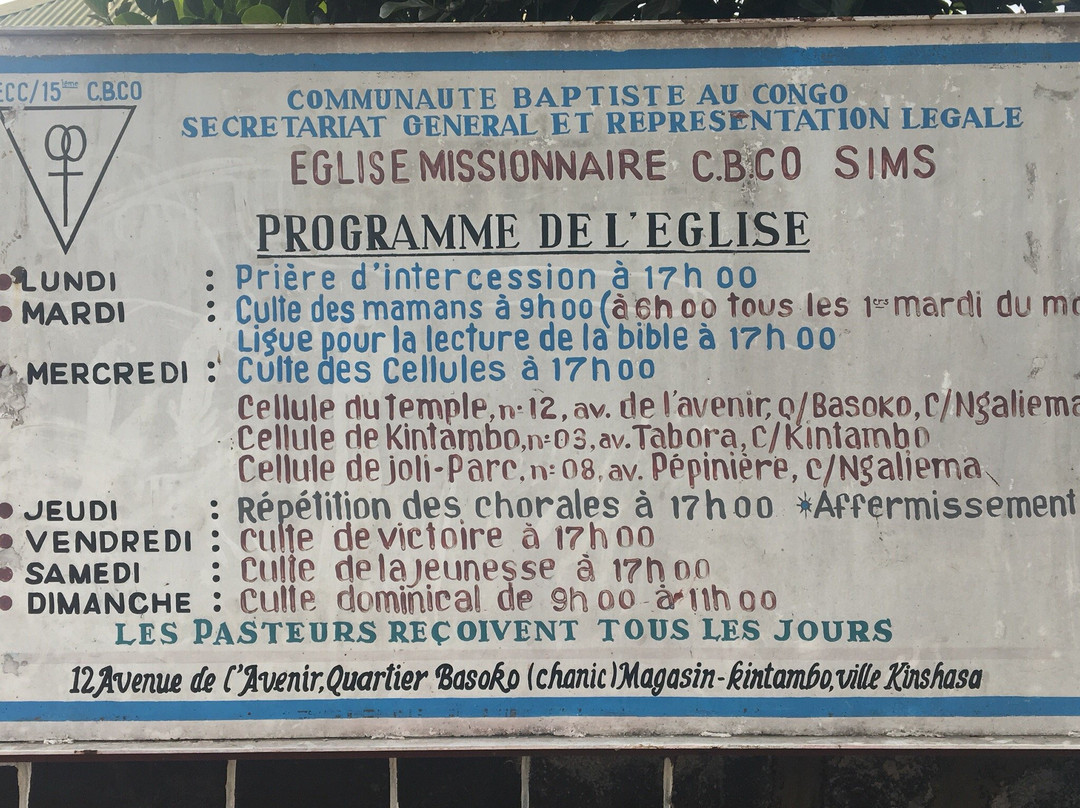 ECC/15ième C.B.CO
COMMUNAUTE BAPTISTE AU CONGO
SECRETARIAT GENERAL ET REPRESENTATION LEGALE
EGLISE MISSIONNAIRE C.B.CO SIMS
PROGRAMME DE L'EGLISE
LUNDI : Prière d'intercession à 17h00
MARDI : Culte des mamans à 9h00 (à 6h00 tous les 1ers mardi du
Ligue pour la lecture de la bible à 17h00
MERCREDI : Culte des Cellules à 17h00
Cellule du temple, n° 12, av. de l'avenir, Q/Basoko, C/Ngaliema
Cellule de Kintambo, n° 03, av. Tabora, C/Kintambo
Cellule de joli-Parc, n° 08, av. Pépinière, c/Ngaliema
JEUDI : Répétition des chorales à 17h00 *Affermissement
VENDREDI : Culte de victoire à 17h00
SAMEDI : Culte de la jeunesse à 17h00
DIMANCHE : Culte dominical de 9h00 à 11h00
LES PASTEURS REÇOIVENT TOUS LES JOURS
12 Avenue de l'Avenir, Quartier Basoko (chanic) Magasin-kintambo, ville Kinshasa